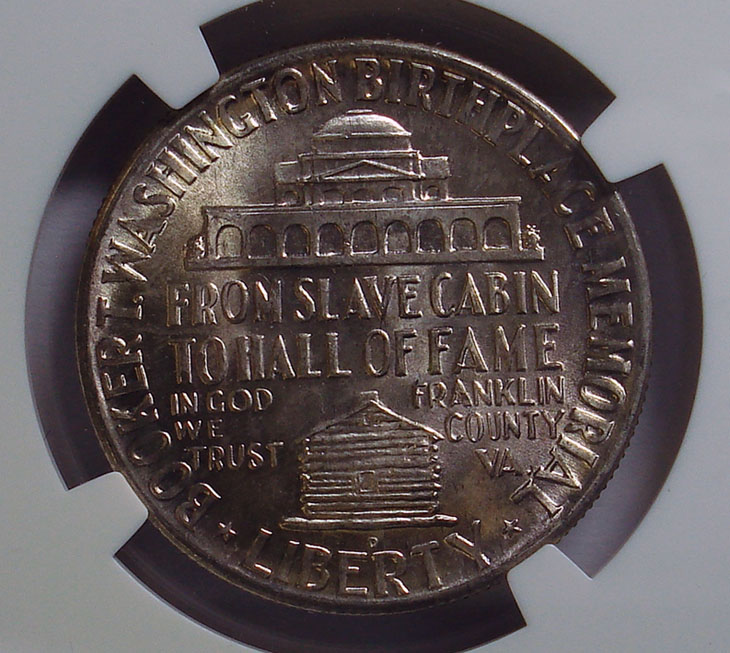 BOOKER T. WASHINGTON BIRTHPLACE MEMORIAL
FROM SLAVE CABIN
TO HALL OF FAME
IN GOD
WE
TRUST
FRANKLIN
COUNTY
VA.
D
LIBERTY